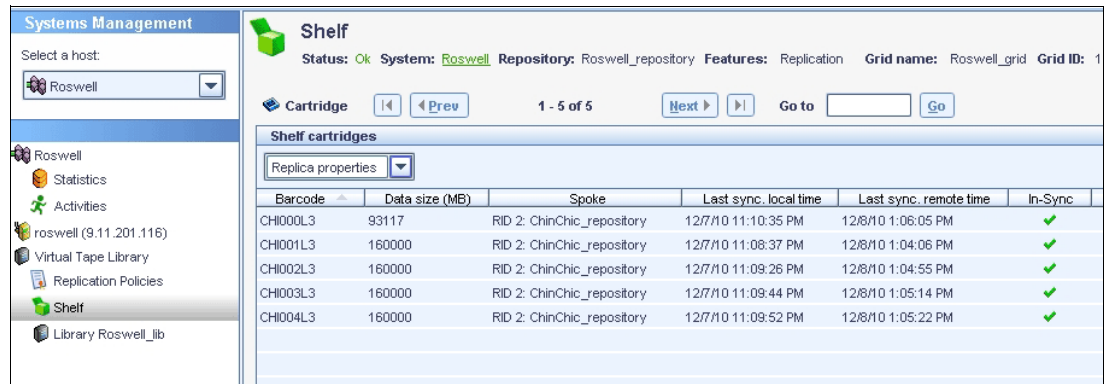 Systems Management
Select a host:
Roswell
Roswell
Statistics
Activities
roswell (9.11.201.116)
Virtual Tape Library
Replication Policies
Shelf
Library Roswell_lib
Shelf
Status: Ok System: Roswell Repository: Roswell_repository Features: Replication Grid name: Roswell_grid Grid ID: 1
Cartridge Prev 1 - 5 of 5 Next Go to Go
Shelf cartridges
Replica properties
Barcode Data size (MB) Spoke Last sync. local time Last sync. remote time In-Sync
CHI000L3 93117 RID 2: ChinChic_repository 12/7/10 11:10:35 PM 12/8/10 1:06:05 PM
CHI001L3 160000 RID 2: ChinChic_repository 12/7/10 11:08:37 PM 12/8/10 1:04:06 PM
CHI002L3 160000 RID 2: ChinChic_repository 12/7/10 11:09:26 PM 12/8/10 1:04:55 PM
CHI003L3 160000 RID 2: ChinChic_repository 12/7/10 11:09:44 PM 12/8/10 1:05:14 PM
CHI004L3 160000 RID 2: ChinChic_repository 12/7/10 11:09:52 PM 12/8/10 1:05:22 PM